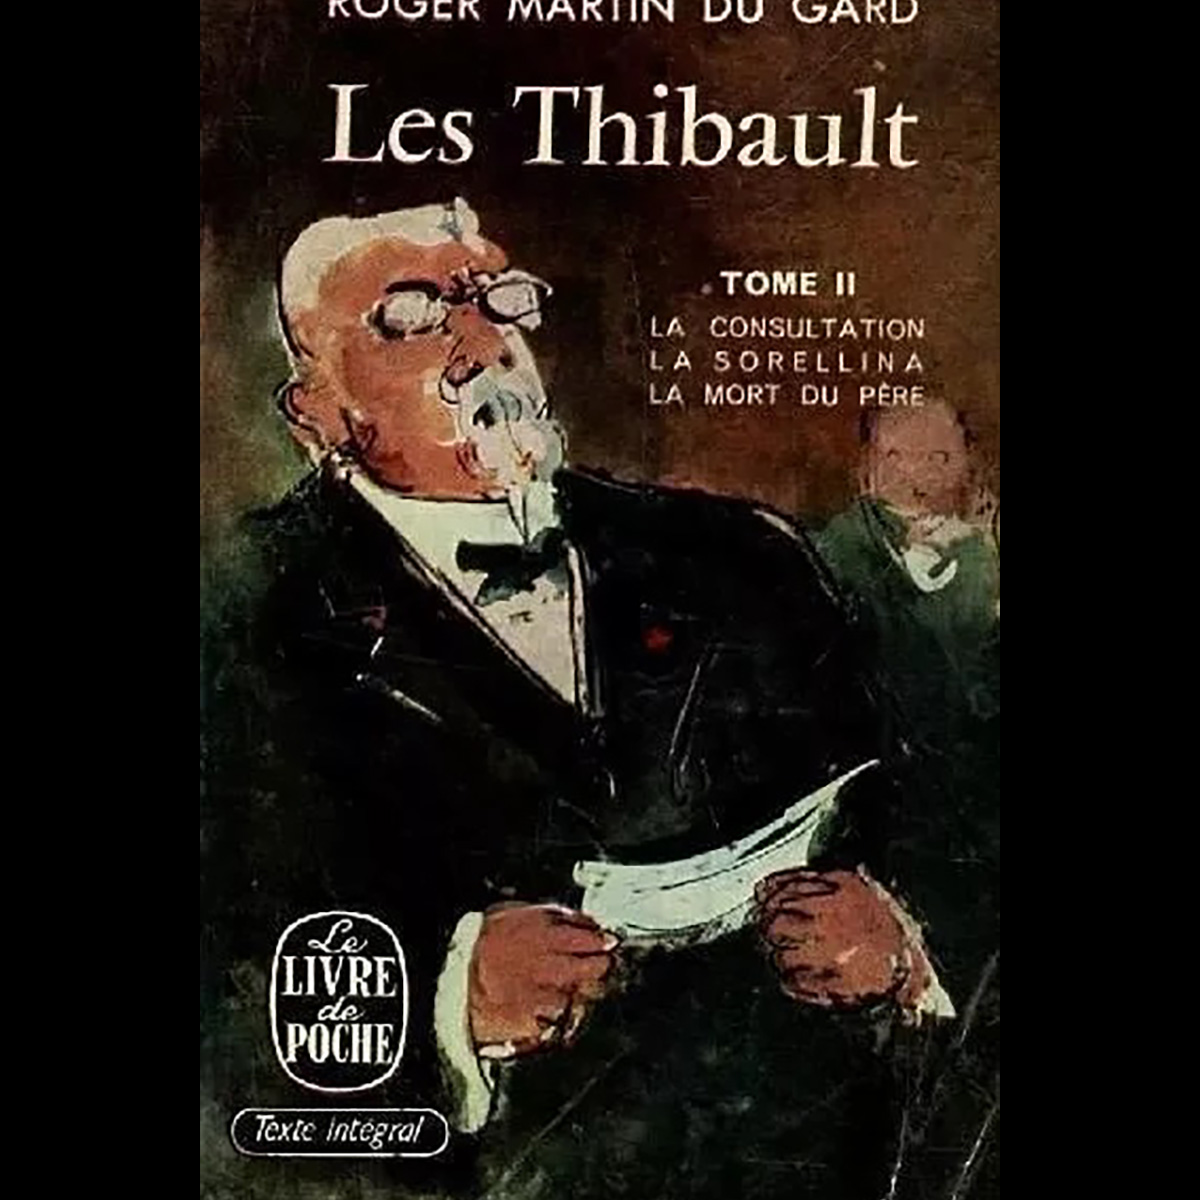 ROGER MARTIN DU GARD
Les Thibault
TOME II
LA CONSULTATION
LA SORELLINA
LA MORT DU PÈRE
Le
LIVRE
de
POCHE
Texte intégral